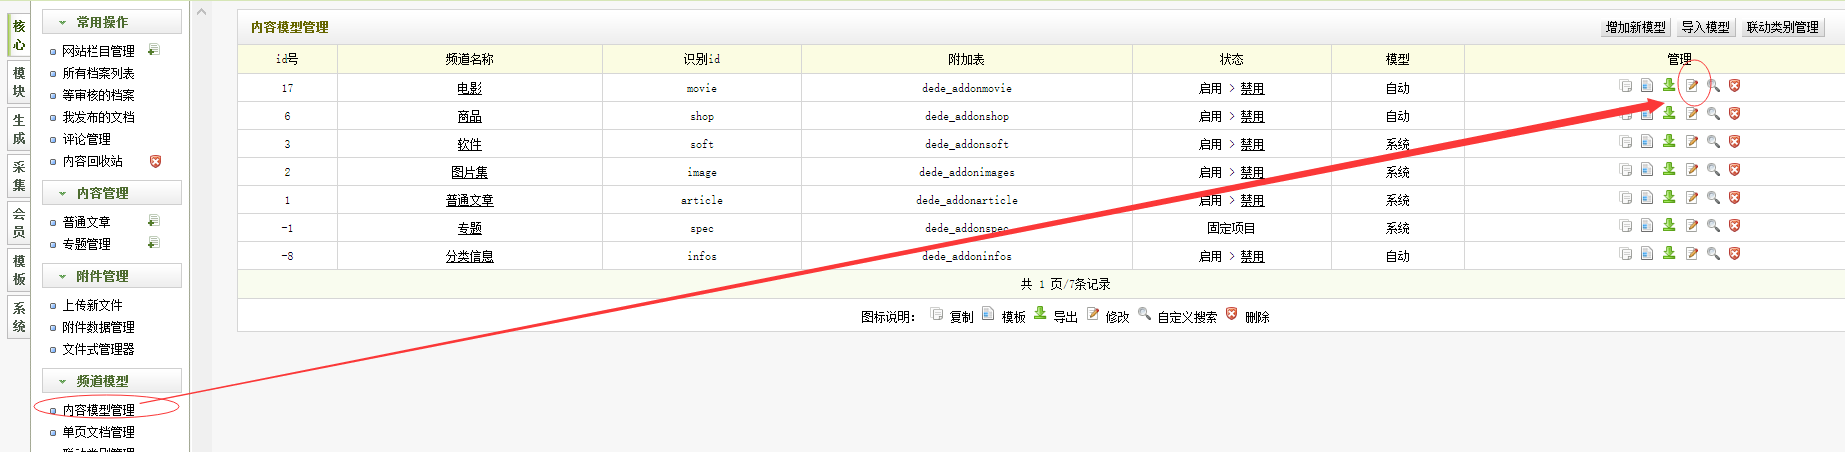 核心
模块
生成
采集
会员
模板
系统
常用操作
网站栏目管理
所有档案列表
等审核的档案
我发布的文档
评论管理
内容回收站
内容管理
普通文章
专题管理
附件管理
上传新文件
附件数据管理
文件式管理器
频道模型
内容模型管理
单页文档管理
联动类别管理
内容模型管理 增加新模型 导入模型 联动类别管理
id号 频道名称 识别id 附加表 状态 模型 管理
17 电影 movie dede_addonmovie 启用 > 禁用 自动
6 商品 shop dede_addonshop 启用 > 禁用 自动
3 软件 soft dede_addonsoft 启用 > 禁用 系统
2 图片集 image dede_addonimages 启用 > 禁用 系统
1 普通文章 article dede_addonarticle 启用 > 禁用 系统
-1 专题 spec dede_addonspec 固定项目 系统
-8 分类信息 infos dede_addoninfos 启用 > 禁用 自动
共 1 页/7条记录
图标说明： 复制 模板 导出 修改 自定义搜索 删除